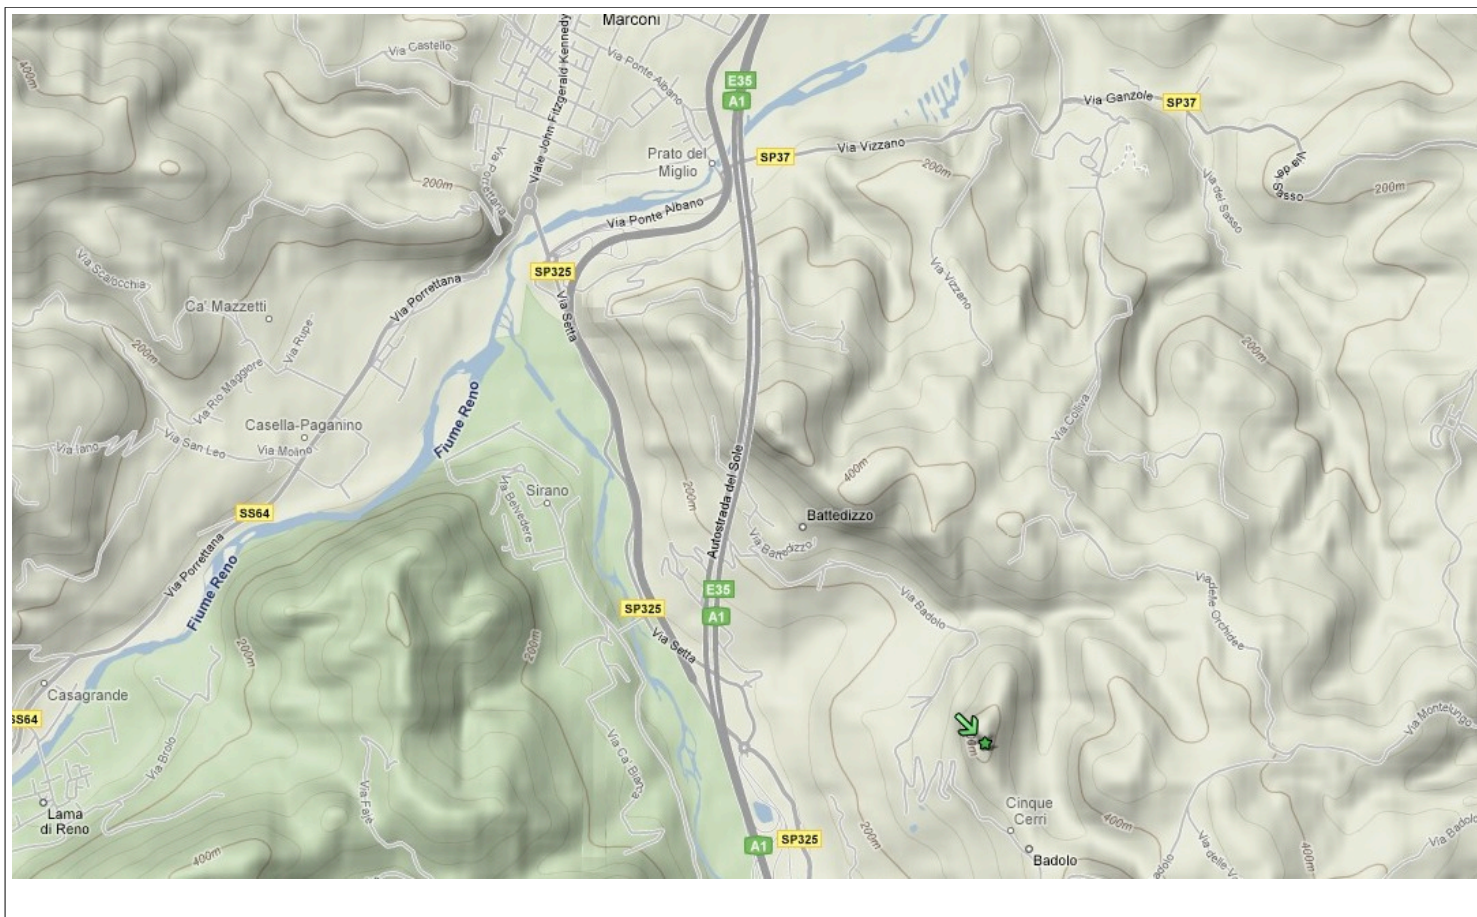 Marconi
Via Castello
400m
Viale John Fitzgerald Kennedy
Via Ponte Albano
E35
A1
Via Ganzole
SP37
Via Vizzano
SP37
Prato del
Miglio
Via Porrettana
200m
200m
Via del
Sasso
200m
Via del Sasso
Via Ponte Albano
Via Scalocchia
SP325
Via Vizzano
Via Porrettana
Ca' Mazzetti
Via Setta
Via Rupe
200m
200m
Via Rio Maggiore
Fiume Reno
Via Colliva
Casella-Paganino
Via Iano
Via San Leo
Via Molino
Autostrada del Sole
400m
200m
Sirano
Via Belvedere
SS64
Battedizzo
Via Battedizzo
Via Porrettana
Fiume Reno
E35
A1
SP325
Via Badolo
Via delle Orchidee
200m
200m
Via Setta
Casagrande
SS64
Via Montelungo
Via Brolo
Via Ca' Bianca
Via Faje
Lama
di Reno
Cinque
Cerri
400m
200m
SP325
A1
Badolo
400m
Via Badolo